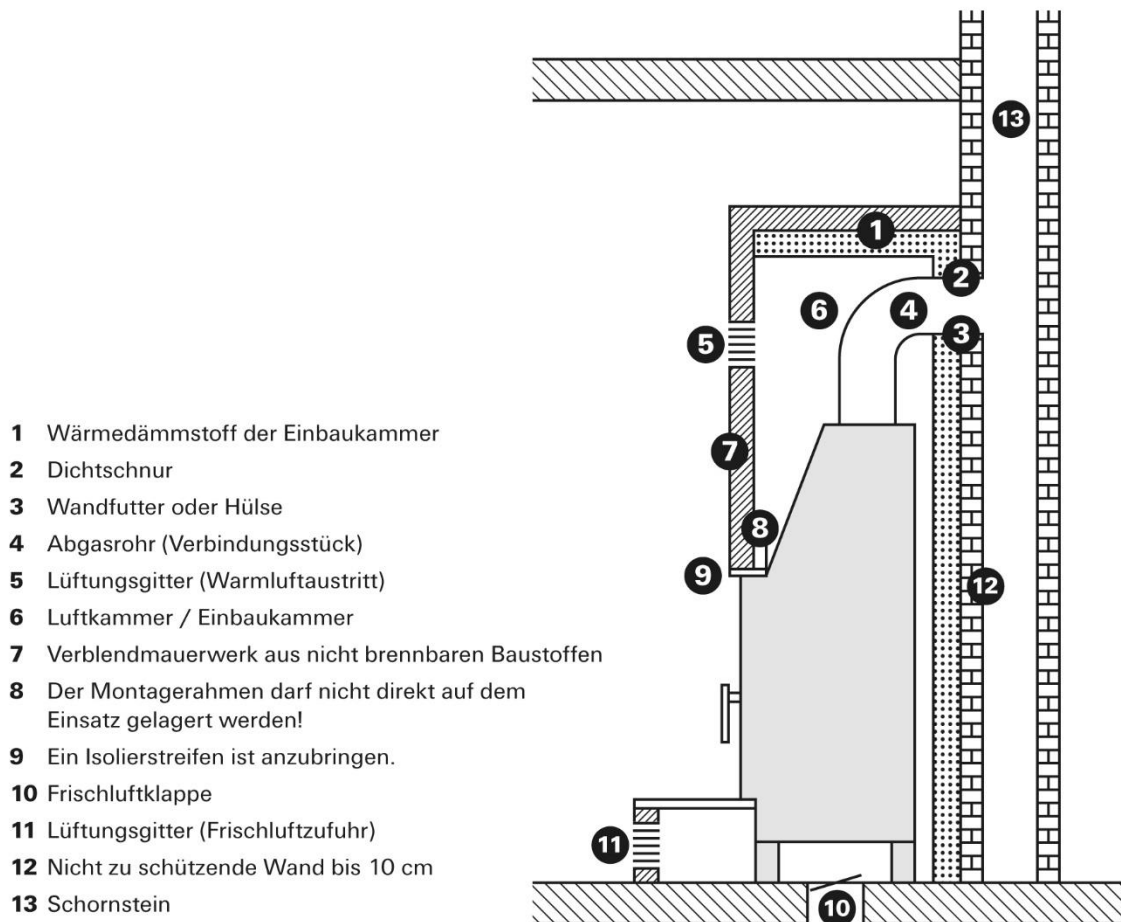 13
1
2
6
4
5
3
7
8
9
12
11
10
1 Wärmedämmstoff der Einbaukammer
2 Dichtschnur
3 Wandfutter oder Hülse
4 Abgasrohr (Verbindungsstück)
5 Lüftungsgitter (Warmluftaustritt)
6 Luftkammer / Einbaukammer
7 Verblendmauerwerk aus nicht brennbaren Baustoffen
8 Der Montagerahmen darf nicht direkt auf dem
Einsatz gelagert werden!
9 Ein Isolierstreifen ist anzubringen.
10 Frischluftklappe
11 Lüftungsgitter (Frischluftzufuhr)
12 Nicht zu schützende Wand bis 10 cm
13 Schornstein